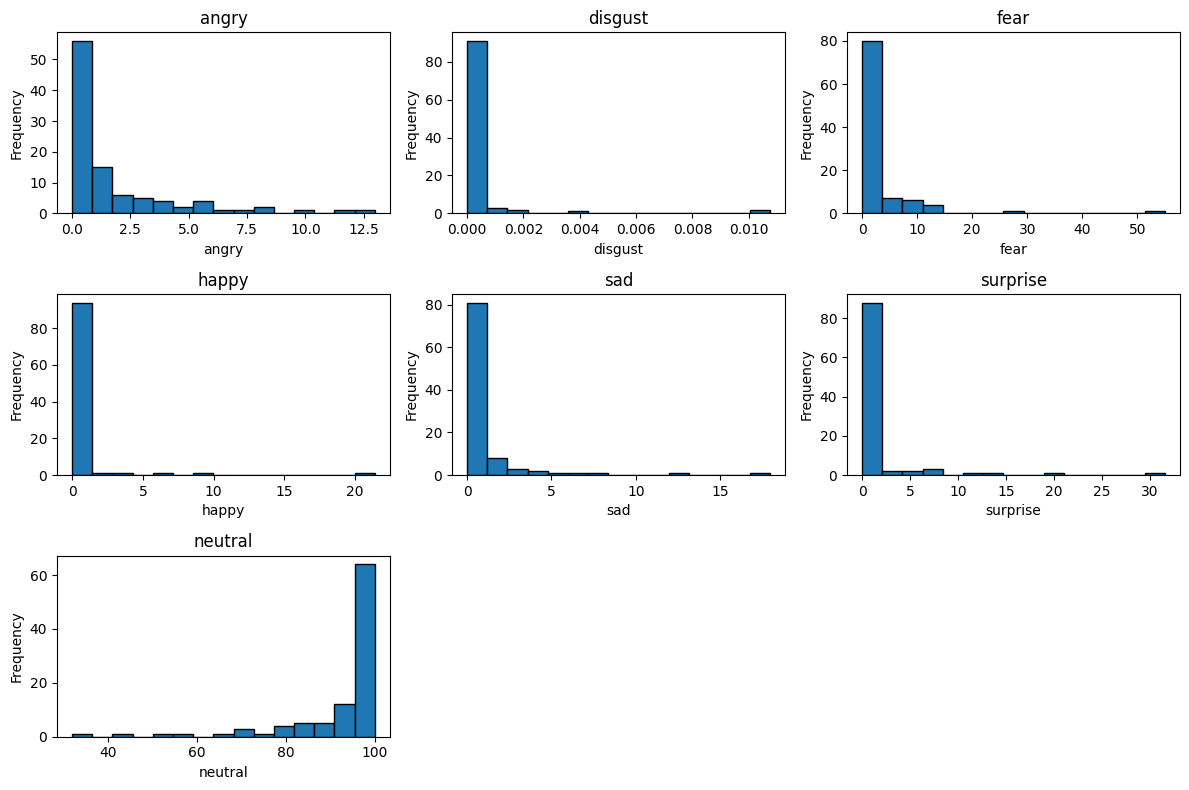 angry
Frequency
50
40
30
20
10
0
0.0 2.5 5.0 7.5 10.0 12.5
angry
disgust
Frequency
80
60
40
20
0
0.000 0.002 0.004 0.006 0.008 0.010
disgust
fear
Frequency
80
60
40
20
0
0 10 20 30 40 50
fear
happy
Frequency
80
60
40
20
0
0 5 10 15 20
happy
sad
Frequency
80
60
40
20
0
0 5 10 15
sad
surprise
Frequency
80
60
40
20
0
0 5 10 15 20 25 30
surprise
neutral
Frequency
60
40
20
0
40 60 80 100
neutral